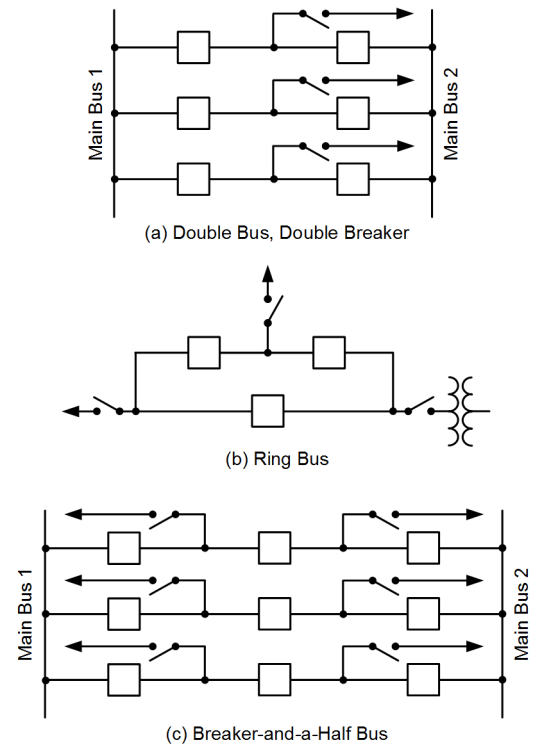 Main Bus 1
Main Bus 2
(a) Double Bus, Double Breaker
(b) Ring Bus
Main Bus 1
Main Bus 2
(c) Breaker-and-a-Half Bus